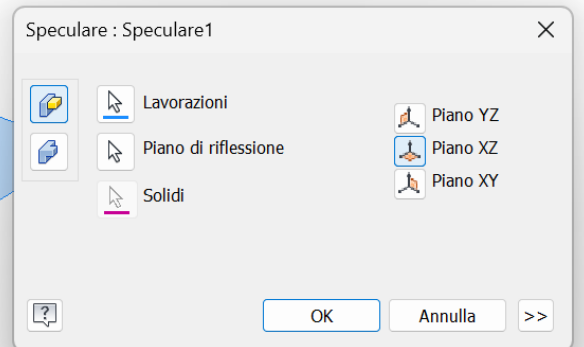 Speculare : Speculare1
Lavorazioni
Piano di riflessione
Solidi
Piano YZ
Piano XZ
Piano XY
?
OK
Annulla
>>